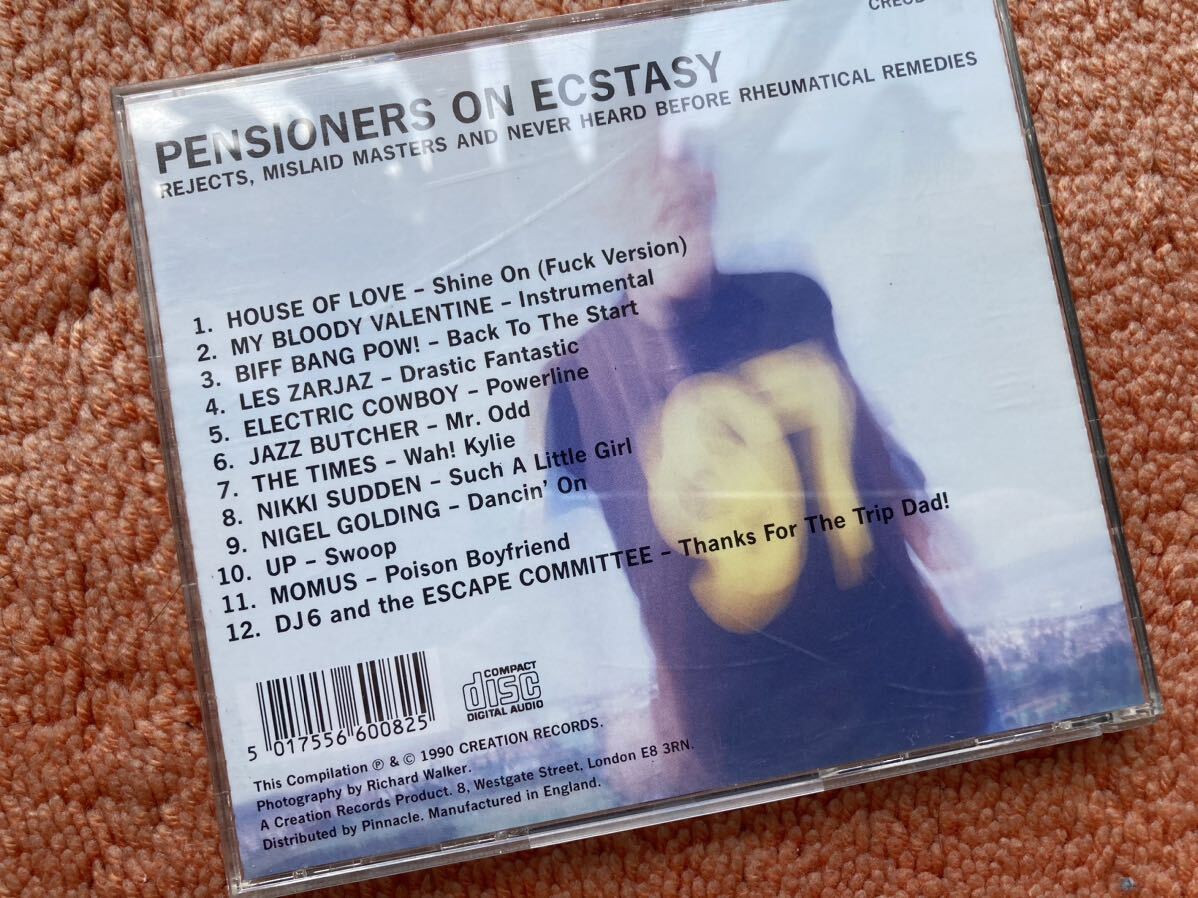 CRECD
PENSIONERS ON ECSTASY
REJECTS, MISLAID MASTERS AND NEVER HEARD BEFORE RHEUMATICAL REMEDIES
1. HOUSE OF LOVE – Shine On (Fuck Version)
2. MY BLOODY VALENTINE – Instrumental
3. BIFF BANG POW! – Back To The Start
4. LES ZARJAZ – Drastic Fantastic
5. ELECTRIC COWBOY – Powerline
6. JAZZ BUTCHER – Mr. Odd
7. THE TIMES – Wah! Kylie
8. NIKKI SUDDEN – Such A Little Girl
9. NIGEL GOLDING – Dancin' On
10. UP – Swoop
11. MOMUS – Poison Boyfriend
12. DJ6 and the ESCAPE COMMITTEE – Thanks For The Trip Dad!
COMPACT
disc
DIGITAL AUDIO
5 017556 600825
This Compilation ℗ & © 1990 CREATION RECORDS.
Photography by Richard Walker.
A Creation Records Product. 8, Westgate Street, London E8 3RN.
Distributed by Pinnacle. Manufactured in England.